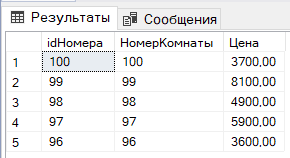 Результаты Сообщения
idНомера НомерКомнаты Цена
1 100 100 3700,00
2 99 99 8100,00
3 98 98 4900,00
4 97 97 5900,00
5 96 96 3600,00